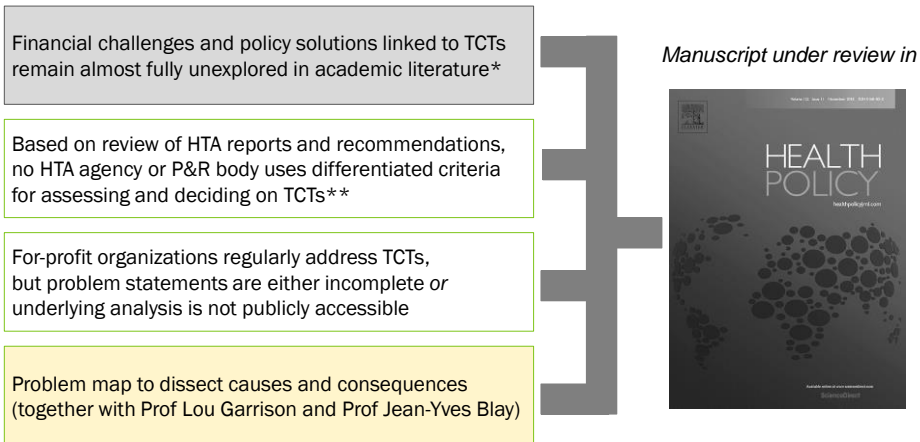 Financial challenges and policy solutions linked to TCTs
remain almost fully unexplored in academic literature*
Based on review of HTA reports and recommendations,
no HTA agency or P&R body uses differentiated criteria
for assessing and deciding on TCTs**
For-profit organizations regularly address TCTs,
but problem statements are either incomplete or
underlying analysis is not publicly accessible
Problem map to dissect causes and consequences
(together with Prof Lou Garrison and Prof Jean-Yves Blay)
Manuscript under review in
HEALTH
POLICY
ScienceDirect